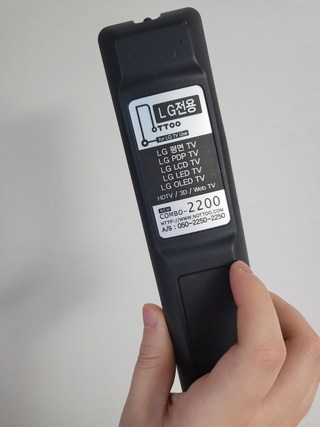 LG전용
OTTOO
for LG TV Use
LG 평면 TV
LG PDP TV
LG LCD TV
LG LED TV
LG OLED TV
HDTV / 3D / Web TV
COMBO-2200
HTTP://WWW.NOTTOO.COM
A/S : 050-2250-2250